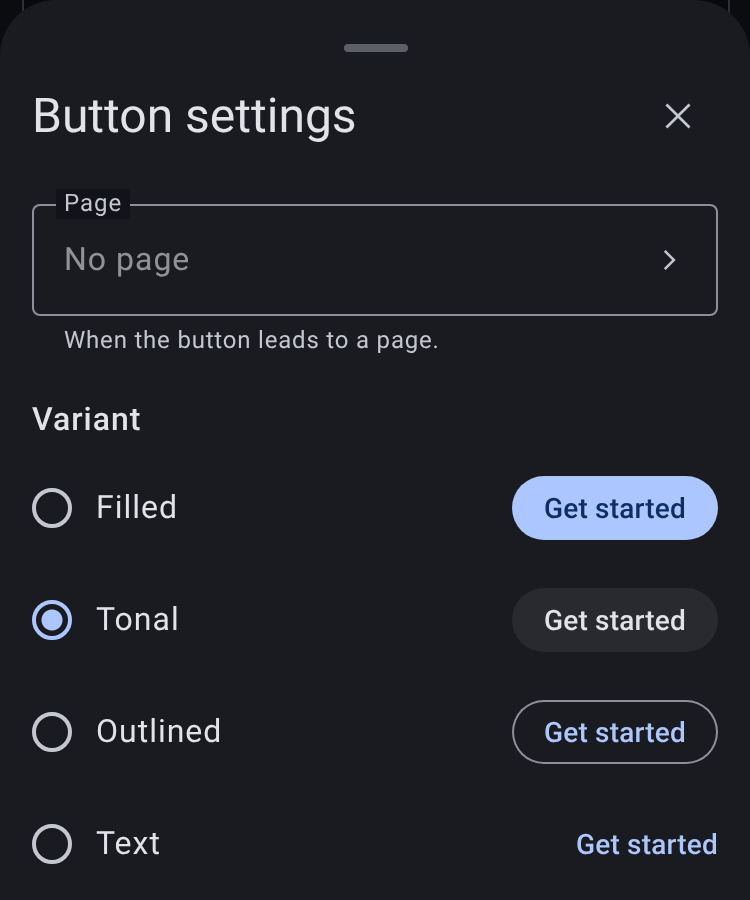 Button settings
Page
No page
When the button leads to a page.
Variant
Filled
Get started
Tonal
Get started
Outlined
Get started
Text
Get started